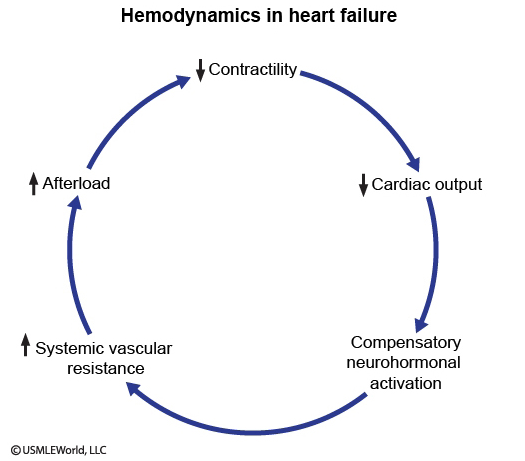 Hemodynamics in heart failure
↓ Contractility
↓ Cardiac output
Compensatory
neurohormonal
activation
↑ Systemic vascular
resistance
↑ Afterload
© USMLEWorld, LLC